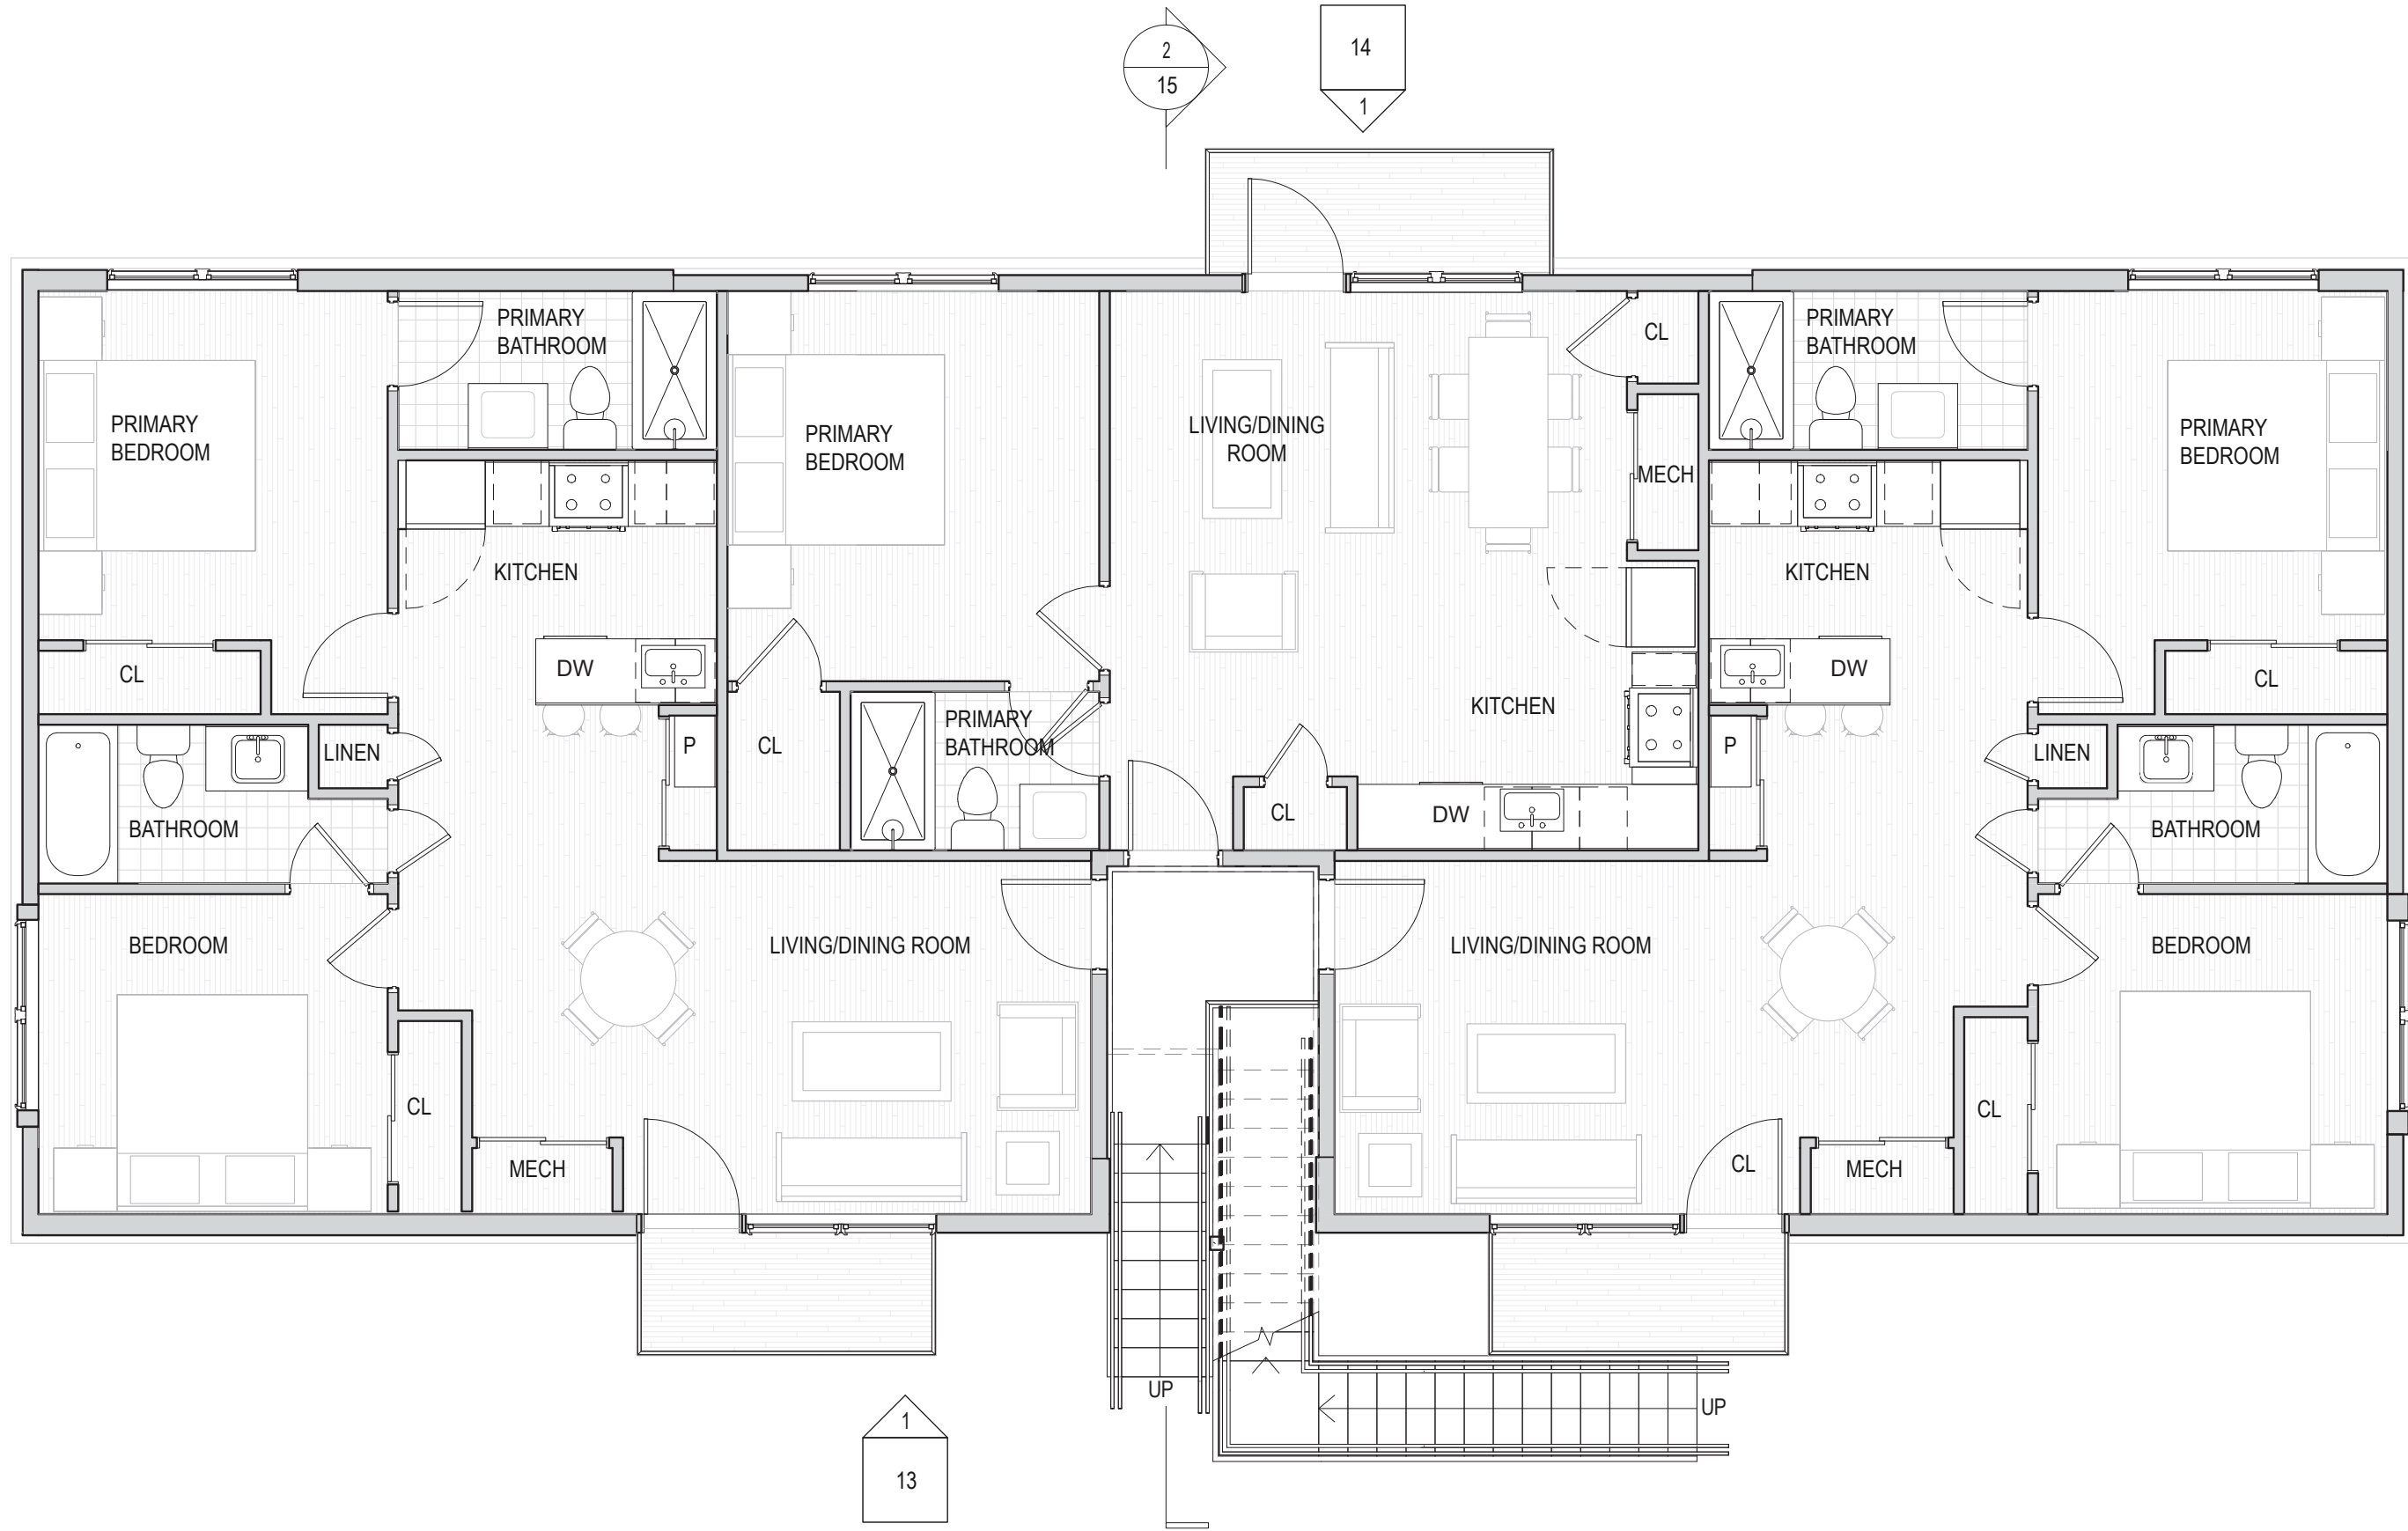 2
15
14
1
PRIMARY
BATHROOM
PRIMARY
BEDROOM
KITCHEN
CL
DW
LINEN
P
BATHROOM
BEDROOM
LIVING/DINING ROOM
CL
MECH
PRIMARY
BEDROOM
CL
PRIMARY
BATHROOM
LIVING/DINING
ROOM
CL
MECH
KITCHEN
CL
DW
PRIMARY
BATHROOM
PRIMARY
BEDROOM
KITCHEN
DW
CL
P
LINEN
BATHROOM
LIVING/DINING ROOM
BEDROOM
CL
CL
MECH
UP
UP
1
13